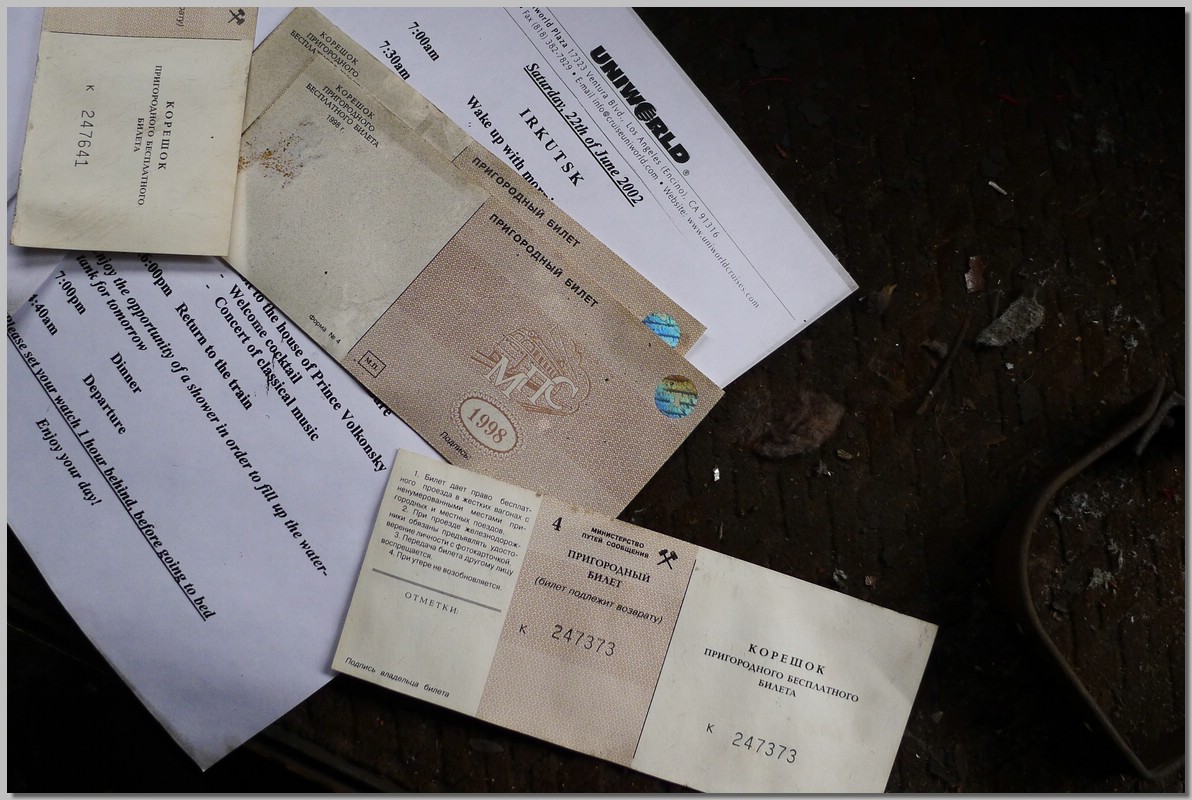 UNIWORLD®
Uniworld Plaza 17323 Ventura Blvd., Los Angeles (Encino), CA 91316
Fax (818) 382-7829 • E-mail info@cruiseuniworld.com • Website: www.uniworldcruises.com
Saturday, 22th of June 2002
IRKUTSK
7:00am
7:30am
Wake up with
to the house of Prince Volkonsky
- Welcome cocktail
- Concert of classical music
6:00pm Return to the train
Enjoy the opportunity of a shower in order to fill up the water-
tank for tomorrow
7:00pm Dinner
1:40am Departure
Please set your watch 1 hour behind, before going to bed
Enjoy your day!
КОРЕШОК
ПРИГОРОДНОГО БЕСПЛАТНОГО
БИЛЕТА
К 247641
КОРЕШОК
ПРИГОРОДНОГО
ПРИГОРОДНЫЙ БИЛЕТ
КОРЕШОК
ПРИГОРОДНОГО
БЕСПЛАТНОГО БИЛЕТА
1998 г.
Форма № 4
ПРИГОРОДНЫЙ БИЛЕТ
МПС
1998
М.П.
Подпись
1. Билет дает право бесплат-
ного проезда в жестких вагонах с
ненумерованными местами при-
городных и местных поездов.
2. При проезде железнодорож-
ники обязаны предъявлять удосто-
верение личности с фотокарточкой.
3. Передача билета другому лицу
воспрещается.
4. При утере не возобновляется.
ОТМЕТКИ:
Подпись владельца билета
4
МИНИСТЕРСТВО
ПУТЕЙ СООБЩЕНИЯ
ПРИГОРОДНЫЙ
БИЛЕТ
(билет подлежит возврату)
К 247373
КОРЕШОК
ПРИГОРОДНОГО БЕСПЛАТНОГО
БИЛЕТА
К 247373